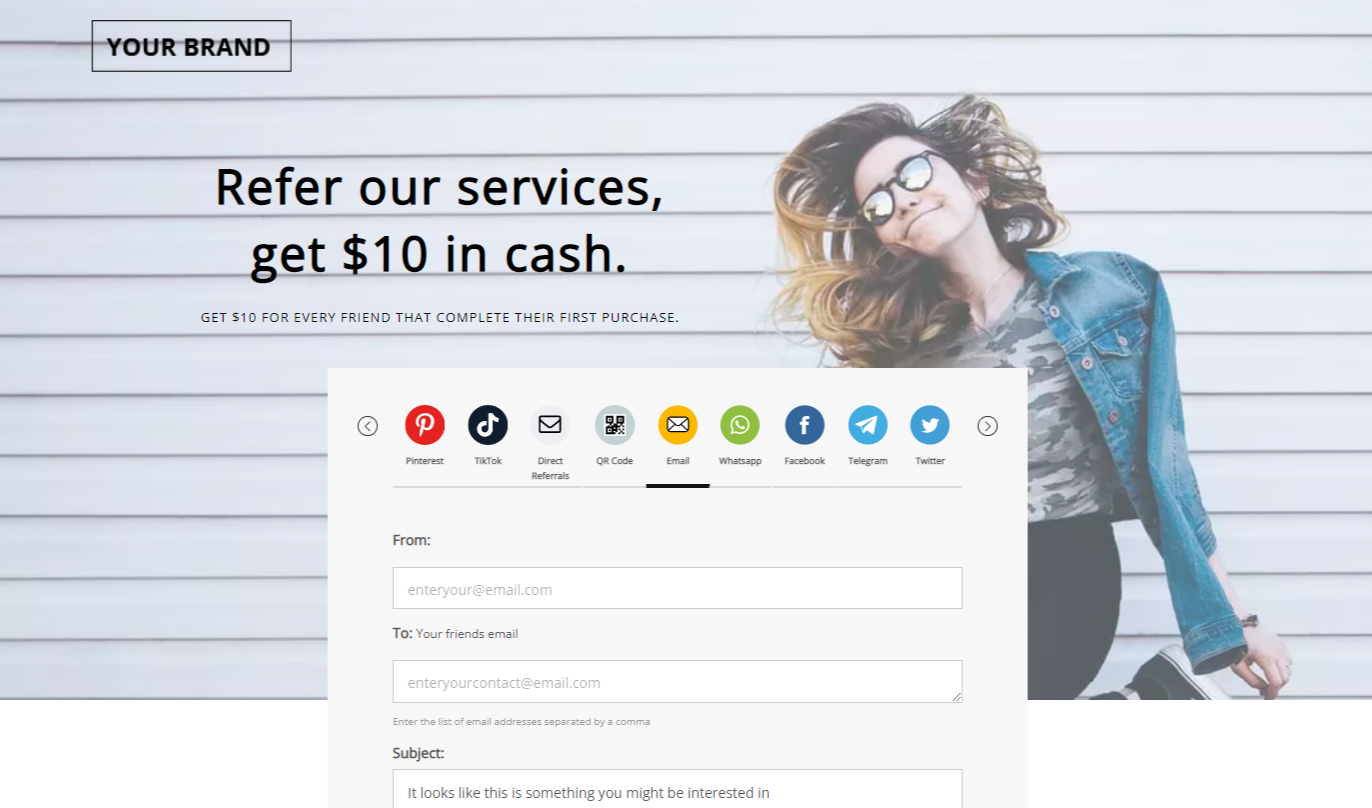 YOUR BRAND
Refer our services,
get $10 in cash.
GET $10 FOR EVERY FRIEND THAT COMPLETE THEIR FIRST PURCHASE.
Pinterest
TikTok
Direct
Referrals
QR Code
Email
Whatsapp
Facebook
Telegram
Twitter
From:
enteryour@email.com
To: Your friends email
enteryourcontact@email.com
Enter the list of email addresses separated by a comma
Subject:
It looks like this is something you might be interested in